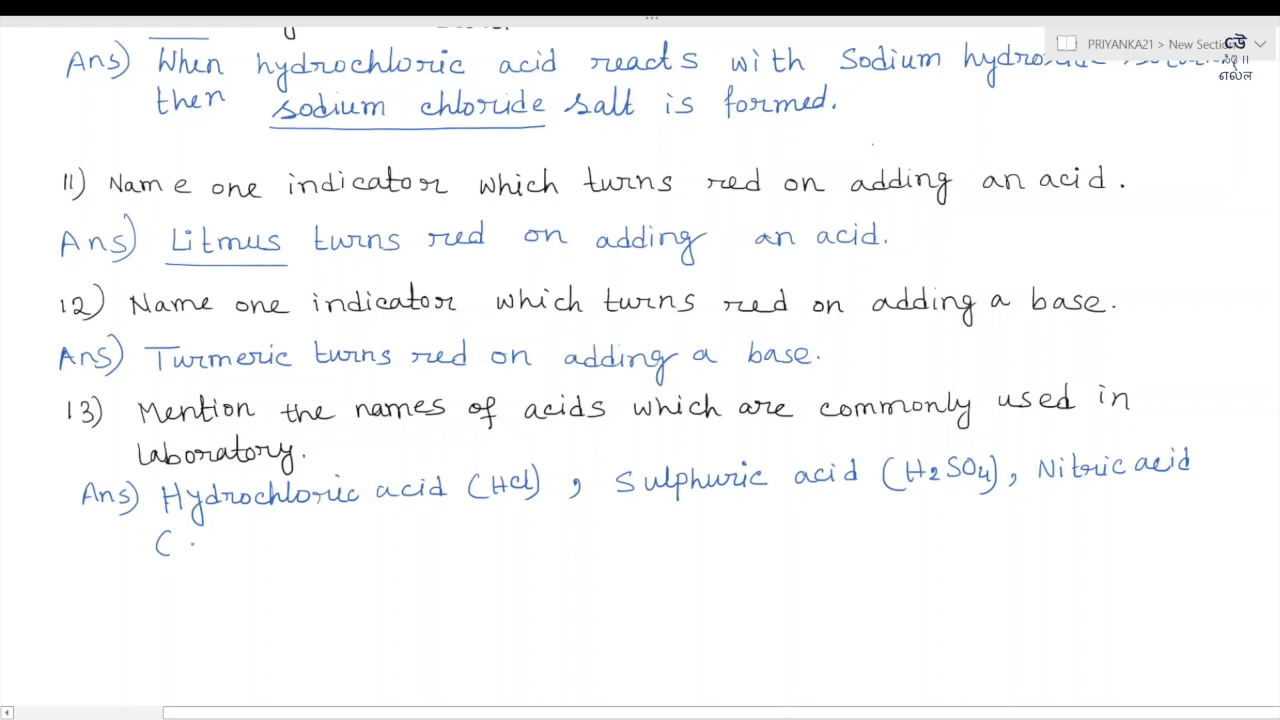 PRIYANKA21 > New Section
Ans) When hydrochloric acid reacts with Sodium
then sodium chloride salt is formed.
11) Name one indicator which turns red on adding an acid.
Ans) Litmus turns red on adding an acid.
12) Name one indicator which turns red on adding a base.
Ans) Turmeric turns red on adding a base.
13) Mention the names of acids which are commonly used in
laboratory.
Ans) Hydrochloric acid (HCl), Sulphuric acid (H2SO4), Nitric acid
(